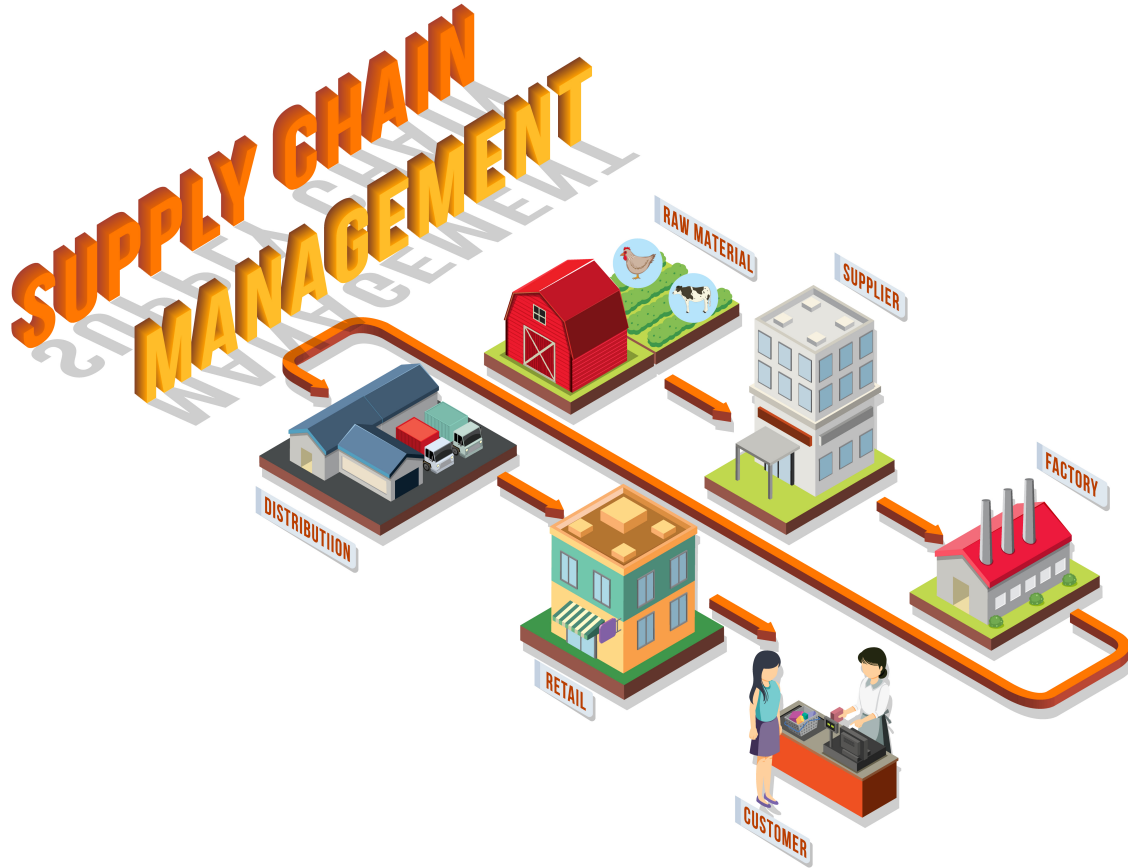 SUPPLY CHAIN
MANAGEMENT
RAW MATERIAL
SUPPLIER
FACTORY
DISTRIBUTIION
RETAIL
CUSTOMER